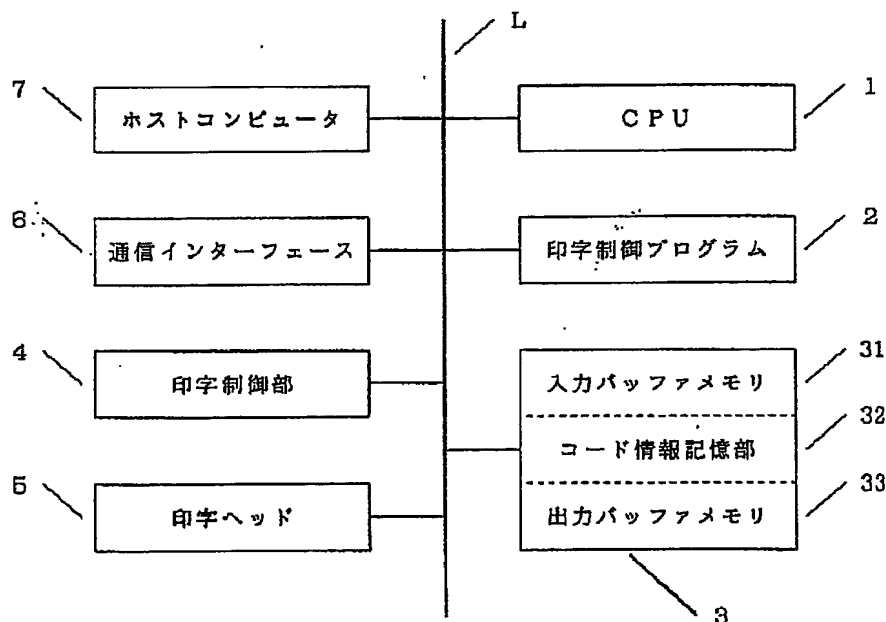 L
7
ホストコンピュータ
1
CPU
6
通信インターフェース
2
印字制御プログラム
4
印字制御部
31
入力バッファメモリ
32
コード情報記憶部
5
印字ヘッド
33
出力バッファメモリ
3